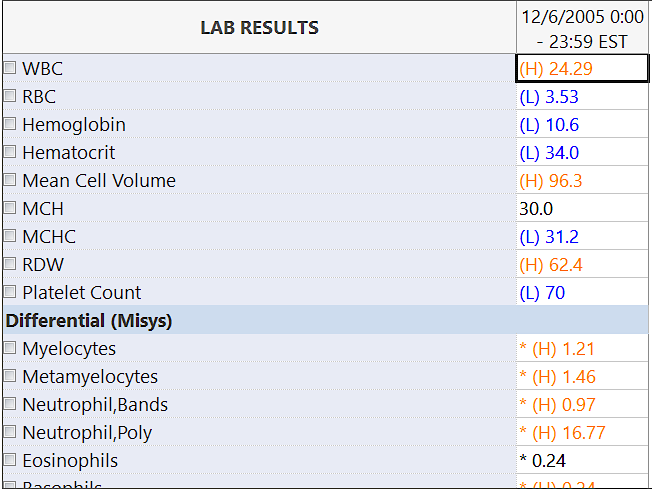 LAB RESULTS
12/6/2005 0:00
- 23:59 EST
WBC (H) 24.29
RBC (L) 3.53
Hemoglobin (L) 10.6
Hematocrit (L) 34.0
Mean Cell Volume (H) 96.3
MCH 30.0
MCHC (L) 31.2
RDW (H) 62.4
Platelet Count (L) 70
Differential (Misys)
Myelocytes * (H) 1.21
Metamyelocytes * (H) 1.46
Neutrophil,Bands * (H) 0.97
Neutrophil,Poly * (H) 16.77
Eosinophils * 0.24
Basophils * (H) 0.24